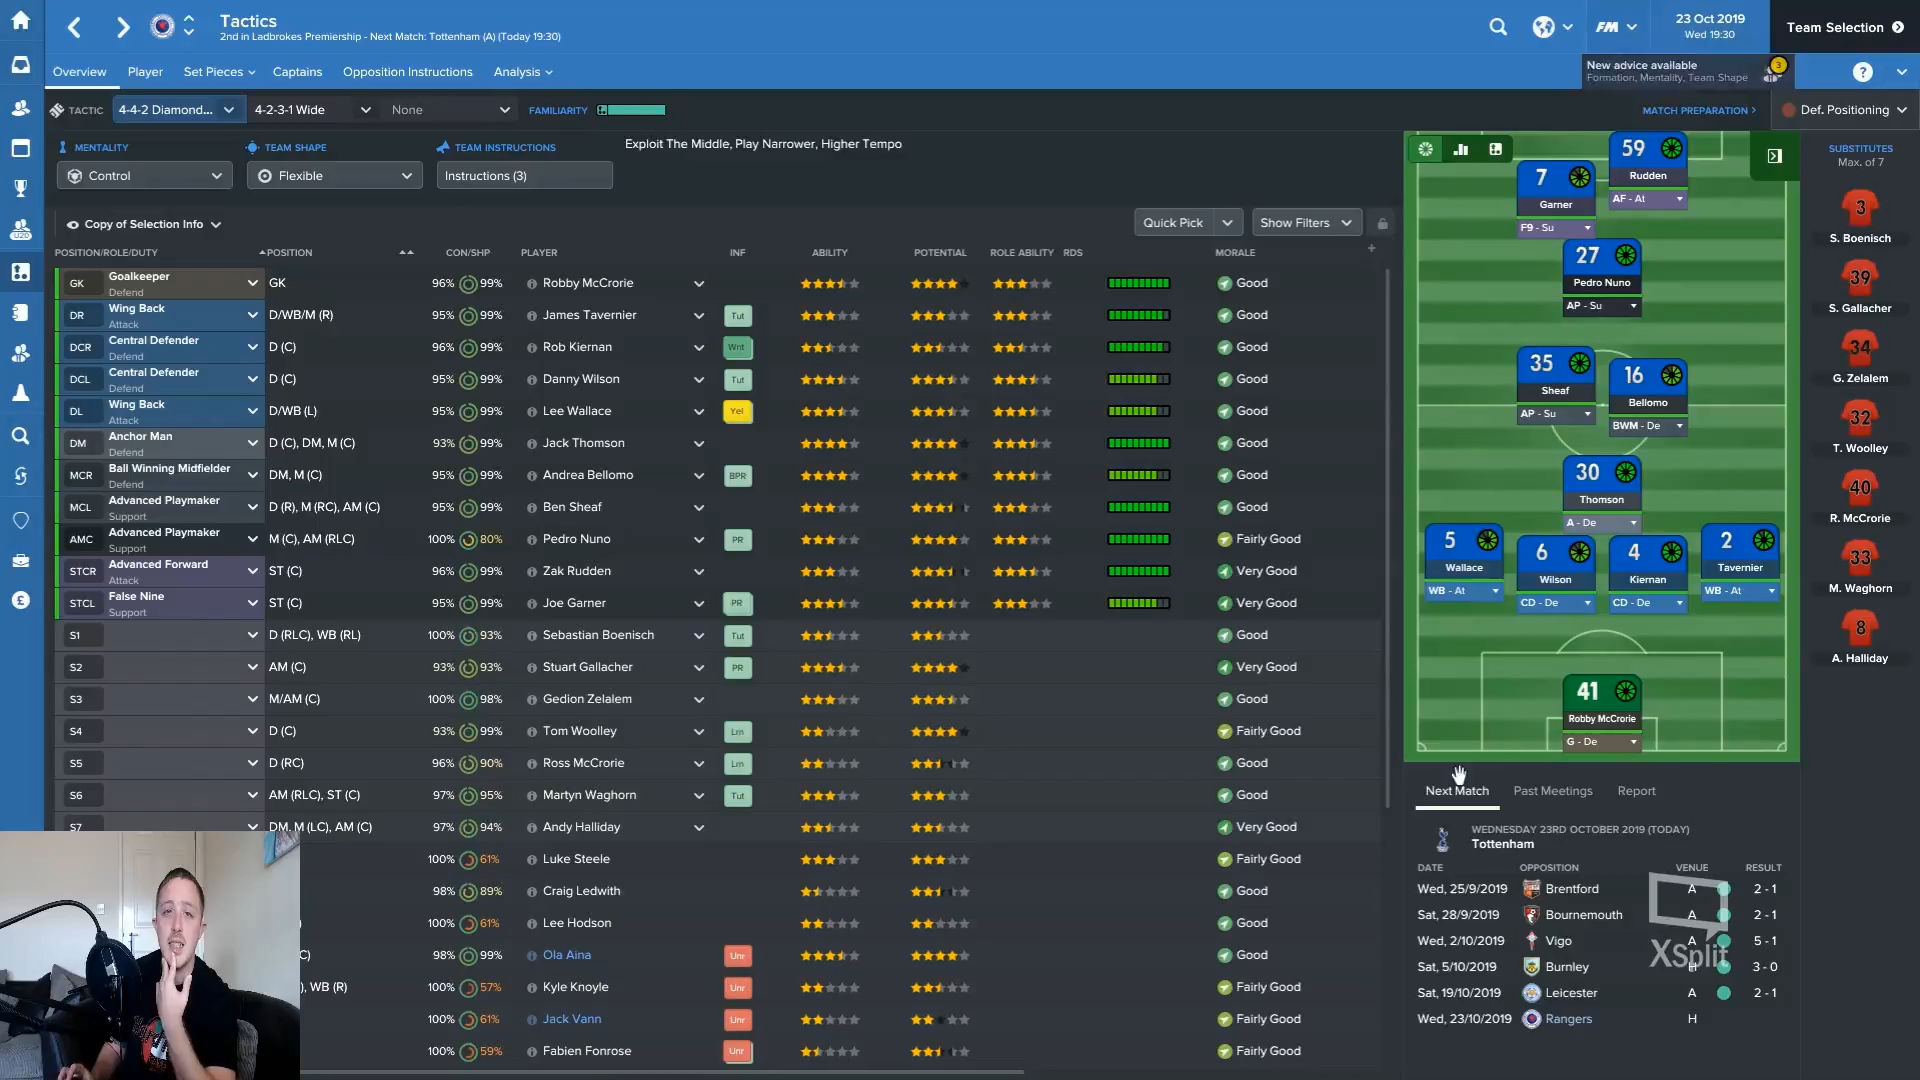 Tactics
2nd in Ladbrokes Premiership - Next Match: Tottenham (A) (Today 19:30)
FM
23 Oct 2019
Wed 19:30
Team Selection
Overview Player Set Pieces Captains Opposition Instructions Analysis
New advice available
Formation, Mentality, Team Shape
3
?
TACTIC 4-4-2 Diamond... 4-2-3-1 Wide None FAMILIARITY
MATCH PREPARATION >
Def. Positioning
MENTALITY TEAM SHAPE TEAM INSTRUCTIONS
Exploit The Middle, Play Narrower, Higher Tempo
Control Flexible Instructions (3)
Copy of Selection Info
Quick Pick Show Filters
POSITION/ROLE/DUTY POSITION CON/SHP PLAYER INF ABILITY POTENTIAL ROLE ABILITY RDS MORALE
GK Goalkeeper Defend GK 96% 99% Robby McCrorie Good
DR Wing Back Attack D/WB/M (R) 95% 99% James Tavernier Tut Good
DCR Central Defender Defend D (C) 96% 99% Rob Kiernan Wnt Good
DCL Central Defender Defend D (C) 95% 99% Danny Wilson Tut Good
DL Wing Back Attack D/WB (L) 95% 99% Lee Wallace Yel Good
DM Anchor Man Defend D (C), DM, M (C) 93% 99% Jack Thomson Good
MCR Ball Winning Midfielder Defend DM, M (C) 95% 99% Andrea Bellomo BPR Good
MCL Advanced Playmaker Support D (R), M (RC), AM (C) 95% 99% Ben Sheaf Good
AMC Advanced Playmaker Support M (C), AM (RLC) 100% 80% Pedro Nuno PR Fairly Good
STCR Advanced Forward Attack ST (C) 96% 99% Zak Rudden Very Good
STCL False Nine Support ST (C) 95% 99% Joe Garner PR Very Good
S1 D (RLC), WB (RL) 100% 93% Sebastian Boenisch Tut Good
S2 AM (C) 93% 93% Stuart Gallacher PR Very Good
S3 M/AM (C) 100% 98% Gedion Zelalem Good
S4 D (C) 93% 99% Tom Woolley Lrn Fairly Good
S5 D (RC) 96% 90% Ross McCrorie Lrn Good
S6 AM (RLC), ST (C) 97% 95% Martyn Waghorn Tut Good
S7 DM, M (LC), AM (C) 97% 94% Andy Halliday Very Good
100% 61% Luke Steele Fairly Good
98% 89% Craig Ledwith Good
) 100% 61% Lee Hodson Good
C) 98% 99% Ola Aina Unr Good
), WB (R) 100% 57% Kyle Knoyle Unr Fairly Good
100% 61% Jack Vann Unr Fairly Good
100% 59% Fabien Fonrose Unr Fairly Good
59
Rudden
AF - At
7
Garner
F9 - Su
27
Pedro Nuno
AP - Su
35
Sheaf
AP - Su
16
Bellomo
BWM - De
30
Thomson
A - De
5
Wallace
WB - At
6
Wilson
CD - De
4
Kiernan
CD - De
2
Tavernier
WB - At
41
Robby McCrorie
G - De
SUBSTITUTES
Max. of 7
3
S. Boenisch
39
S. Gallacher
34
G. Zelalem
32
T. Woolley
40
R. McCrorie
33
M. Waghorn
8
A. Halliday
Next Match Past Meetings Report
WEDNESDAY 23RD OCTOBER 2019 (TODAY)
Tottenham
DATE OPPOSITION VENUE RESULT
Wed, 25/9/2019 Brentford A 2 - 1
Sat, 28/9/2019 Bournemouth A 2 - 1
Wed, 2/10/2019 Vigo A 5 - 1
Sat, 5/10/2019 Burnley H 3 - 0
Sat, 19/10/2019 Leicester A 2 - 1
Wed, 23/10/2019 Rangers H
XSplit